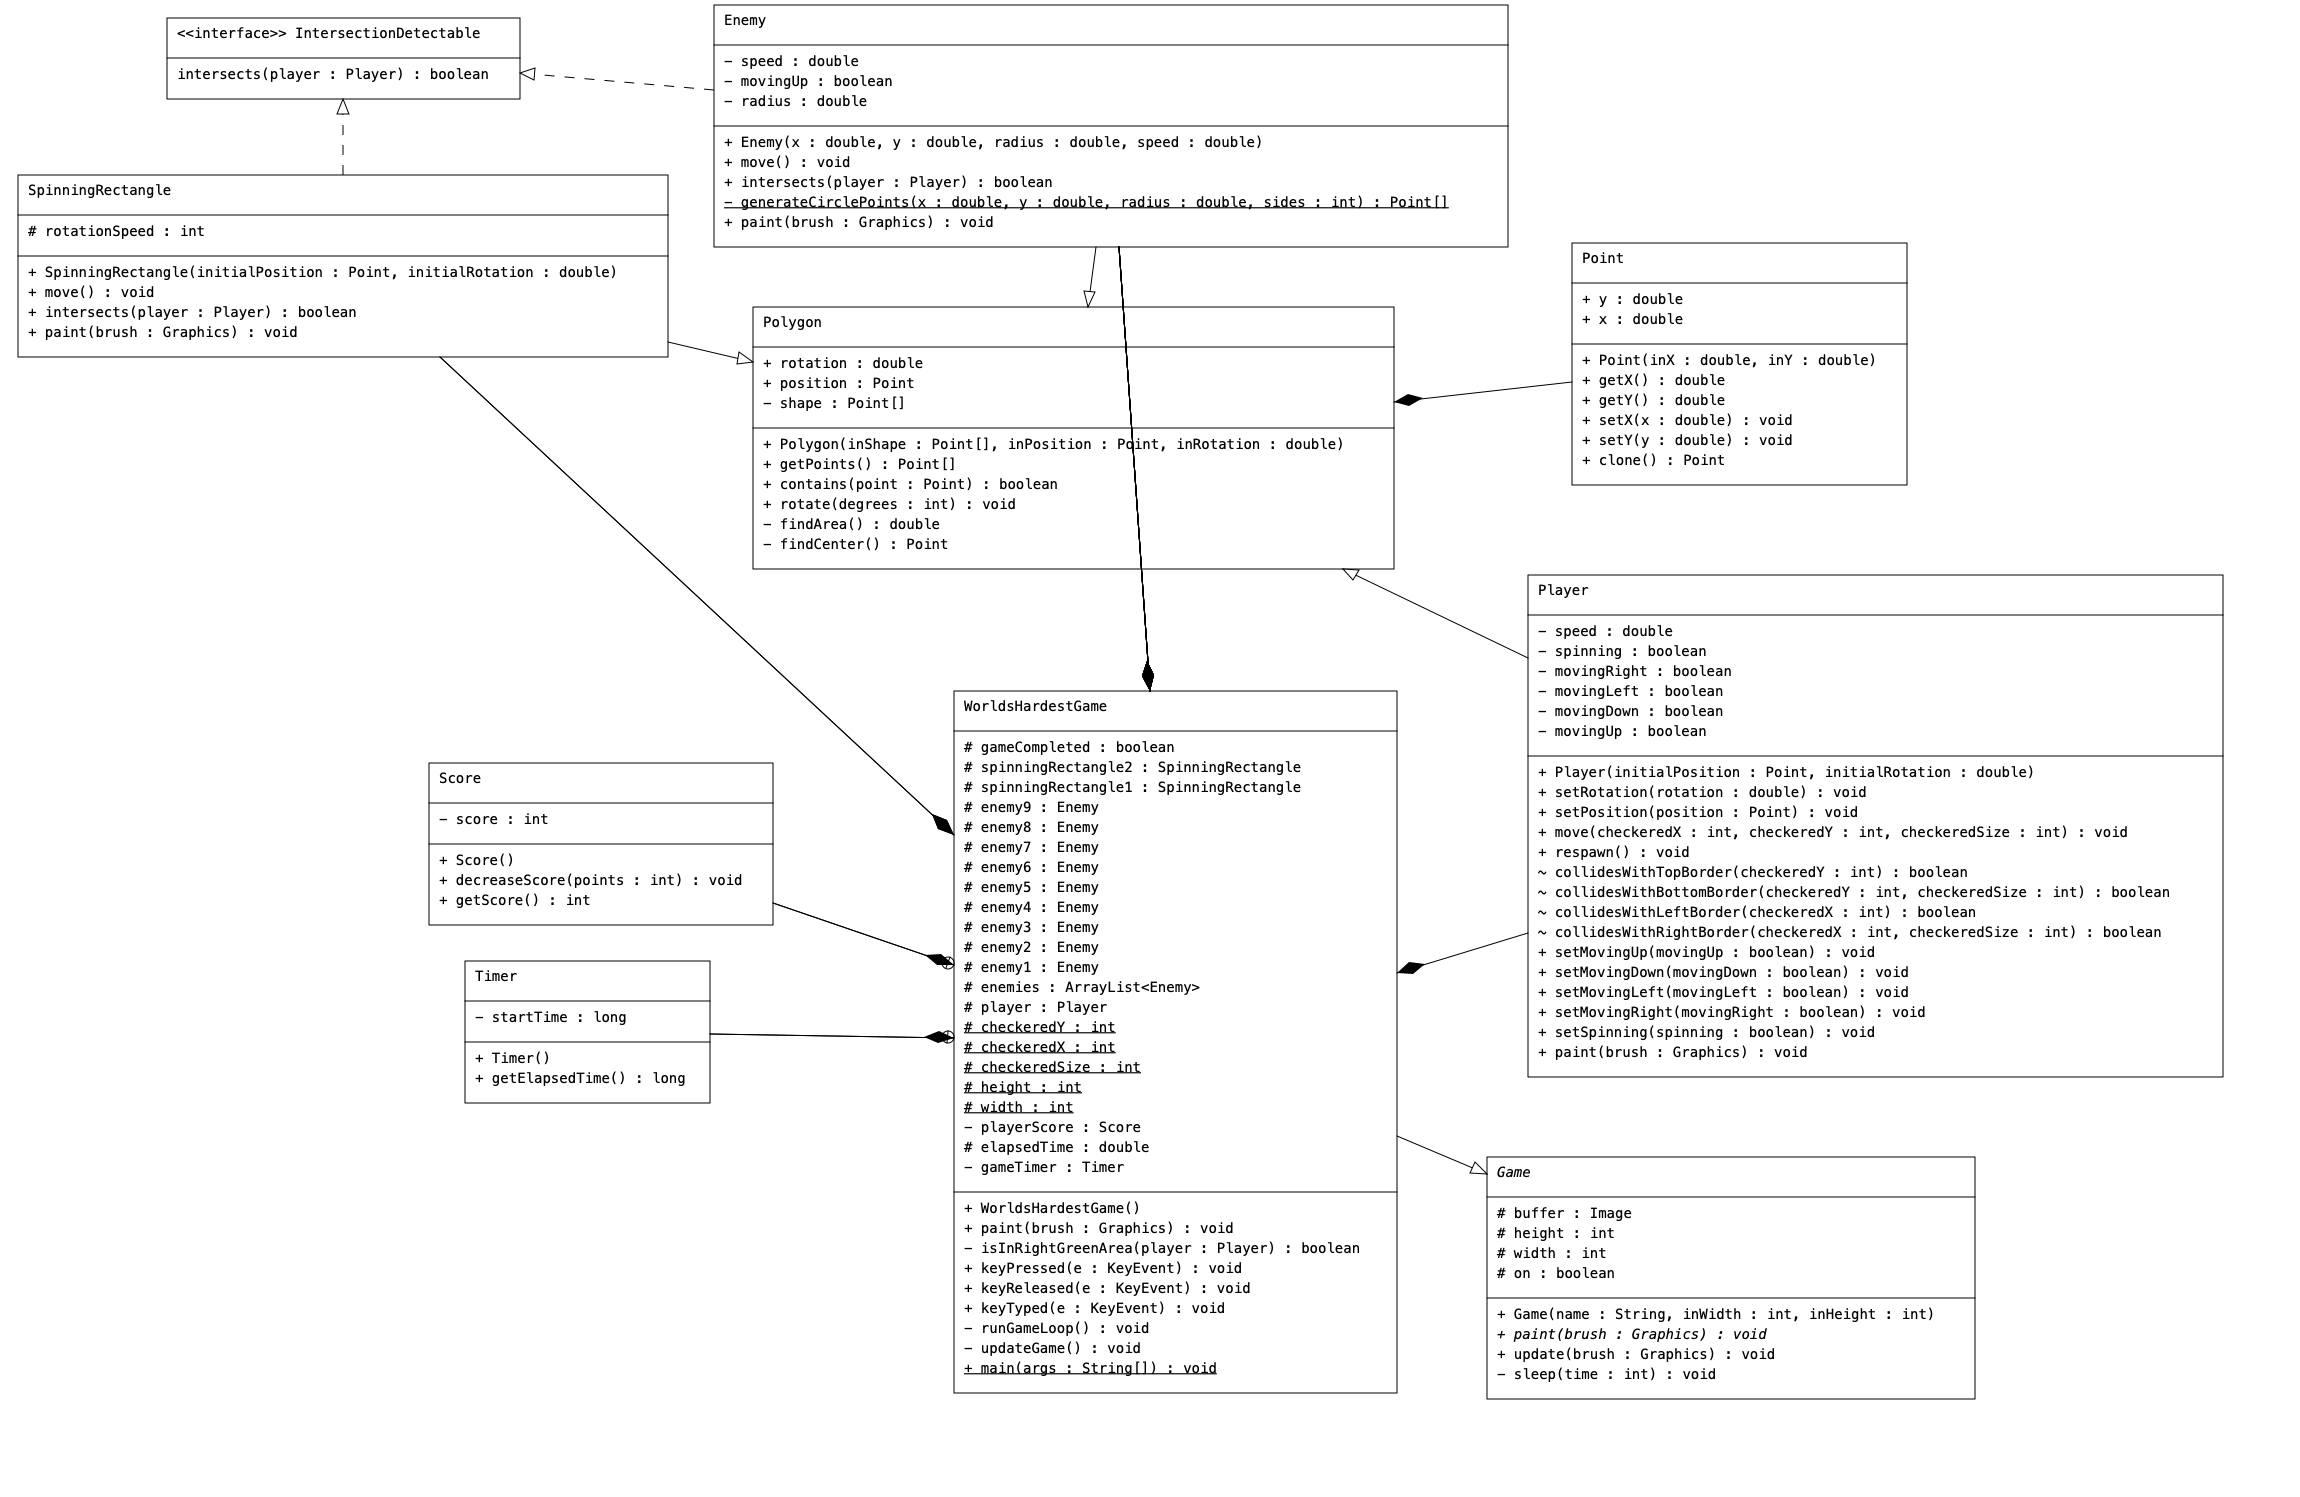 <<interface>> IntersectionDetectable
intersects(player : Player) : boolean
Enemy
− speed : double
− movingUp : boolean
− radius : double
+ Enemy(x : double, y : double, radius : double, speed : double)
+ move() : void
+ intersects(player : Player) : boolean
− generateCirclePoints(x : double, y : double, radius : double, sides : int) : Point[]
+ paint(brush : Graphics) : void
SpinningRectangle
# rotationSpeed : int
+ SpinningRectangle(initialPosition : Point, initialRotation : double)
+ move() : void
+ intersects(player : Player) : boolean
+ paint(brush : Graphics) : void
Point
+ y : double
+ x : double
+ Point(inX : double, inY : double)
+ getX() : double
+ getY() : double
+ setX(x : double) : void
+ setY(y : double) : void
+ clone() : Point
Polygon
+ rotation : double
+ position : Point
− shape : Point[]
+ Polygon(inShape : Point[], inPosition : Point, inRotation : double)
+ getPoints() : Point[]
+ contains(point : Point) : boolean
+ rotate(degrees : int) : void
− findArea() : double
− findCenter() : Point
Player
− speed : double
− spinning : boolean
− movingRight : boolean
− movingLeft : boolean
− movingDown : boolean
− movingUp : boolean
+ Player(initialPosition : Point, initialRotation : double)
+ setRotation(rotation : double) : void
+ setPosition(position : Point) : void
+ move(checkeredX : int, checkeredY : int, checkeredSize : int) : void
+ respawn() : void
~ collidesWithTopBorder(checkeredY : int) : boolean
~ collidesWithBottomBorder(checkeredY : int, checkeredSize : int) : boolean
~ collidesWithLeftBorder(checkeredX : int) : boolean
~ collidesWithRightBorder(checkeredX : int, checkeredSize : int) : boolean
+ setMovingUp(movingUp : boolean) : void
+ setMovingDown(movingDown : boolean) : void
+ setMovingLeft(movingLeft : boolean) : void
+ setMovingRight(movingRight : boolean) : void
+ setSpinning(spinning : boolean) : void
+ paint(brush : Graphics) : void
Score
− score : int
+ Score()
+ decreaseScore(points : int) : void
+ getScore() : int
Timer
− startTime : long
+ Timer()
+ getElapsedTime() : long
WorldsHardestGame
# gameCompleted : boolean
# spinningRectangle2 : SpinningRectangle
# spinningRectangle1 : SpinningRectangle
# enemy9 : Enemy
# enemy8 : Enemy
# enemy7 : Enemy
# enemy6 : Enemy
# enemy5 : Enemy
# enemy4 : Enemy
# enemy3 : Enemy
# enemy2 : Enemy
# enemy1 : Enemy
# enemies : ArrayList<Enemy>
# player : Player
# checkeredY : int
# checkeredX : int
# checkeredSize : int
# height : int
# width : int
− playerScore : Score
# elapsedTime : double
− gameTimer : Timer
+ WorldsHardestGame()
+ paint(brush : Graphics) : void
− isInRightGreenArea(player : Player) : boolean
+ keyPressed(e : KeyEvent) : void
+ keyReleased(e : KeyEvent) : void
+ keyTyped(e : KeyEvent) : void
− runGameLoop() : void
− updateGame() : void
+ main(args : String[]) : void
Game
# buffer : Image
# height : int
# width : int
# on : boolean
+ Game(name : String, inWidth : int, inHeight : int)
+ paint(brush : Graphics) : void
+ update(brush : Graphics) : void
− sleep(time : int) : void